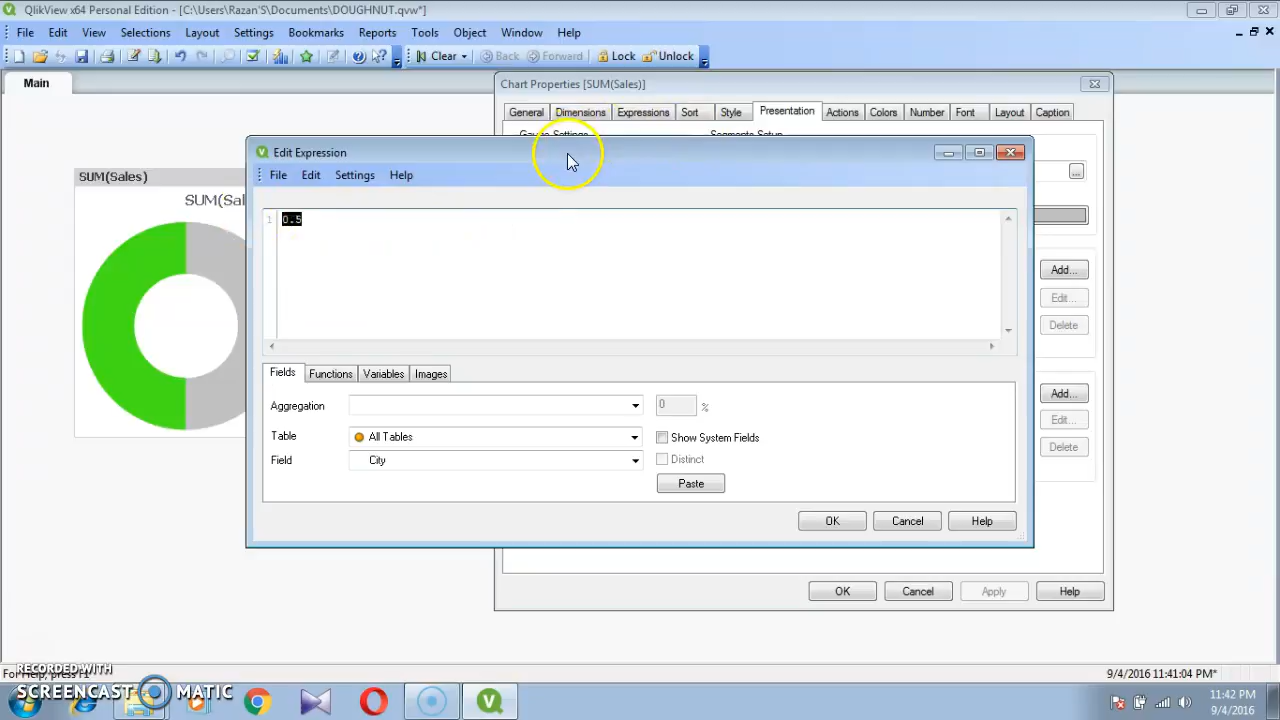 QlikView x64 Personal Edition - [C:\Users\Razan'S\Documents\DOUGHNUT.qvw*]
File Edit View Selections Layout Settings Bookmarks Reports Tools Object Window Help
Clear Back Forward Lock Unlock
Main
Chart Properties [SUM(Sales)]
General Dimensions Expressions Sort Style Presentation Actions Colors Number Font Layout Caption
Gauge Settings Segments Setup
Edit Expression
File Edit Settings Help
SUM(Sales)
SUM(Sal
1 0.5
...
Add...
Edit...
Delete
Add...
Edit...
Delete
Fields Functions Variables Images
Aggregation 0 %
Table All Tables Show System Fields
Field City Distinct
Paste
OK Cancel Help
OK Cancel Apply Help
For Help, press F1 9/4/2016 11:41:04 PM*
RECORDED WITH
SCREENCAST MATIC
11:42 PM
9/4/2016